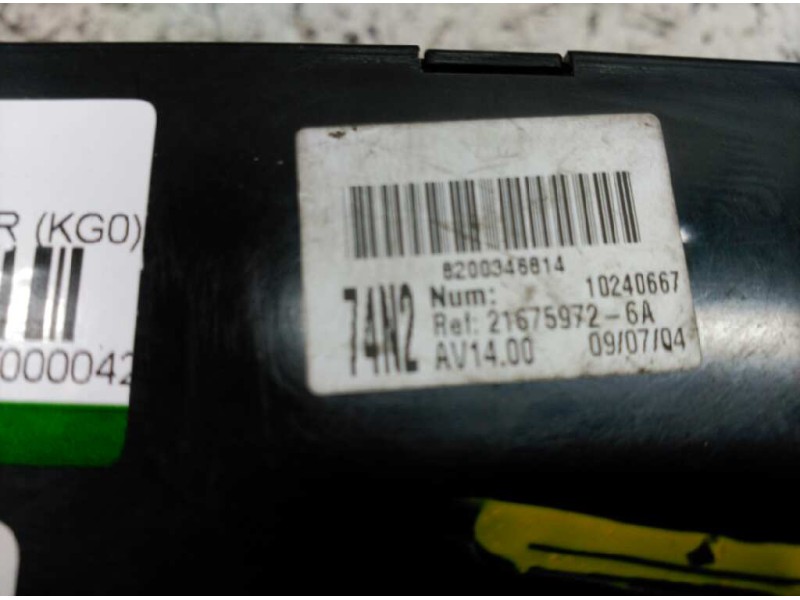 R (KG0)
000042
8200346814
74N2
Num: 10240667
Ref: 21675972-6A
AV14.00 09/07/04